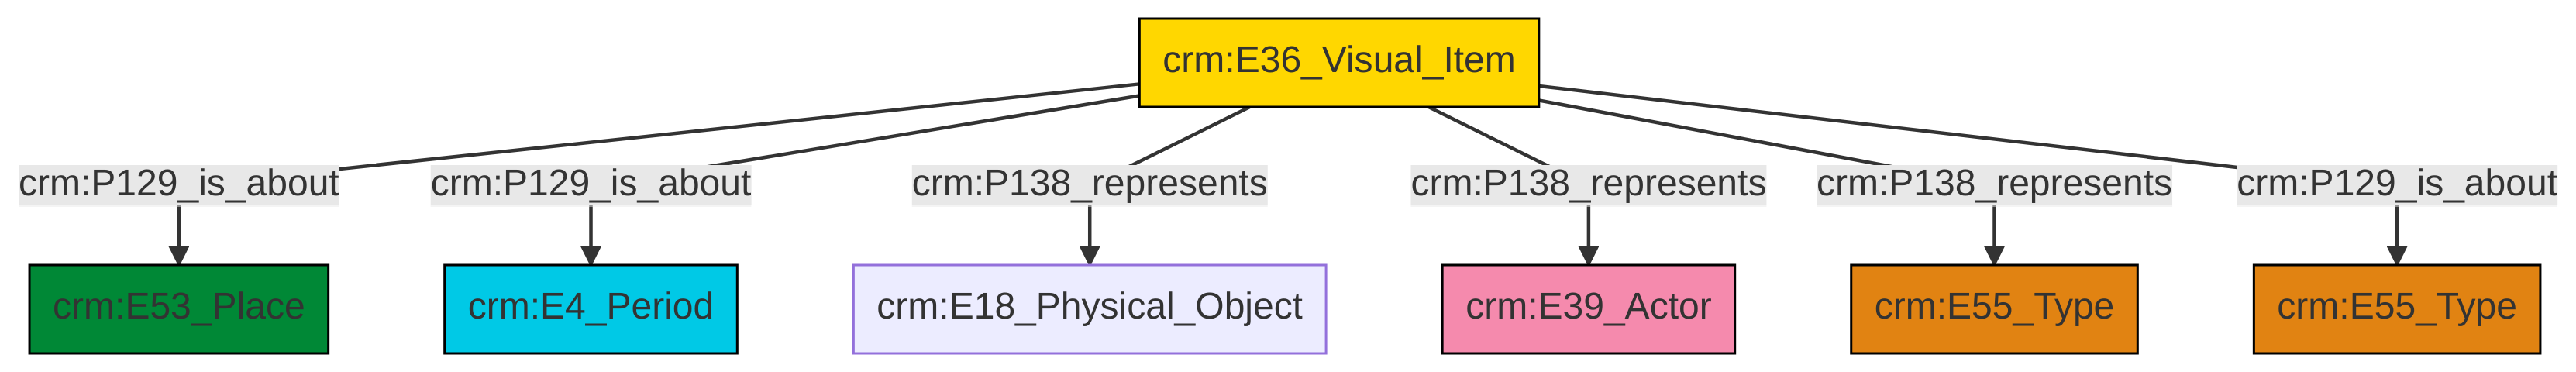 crm:E36_Visual_Item
crm:P129_is_about
crm:P129_is_about
crm:P138_represents
crm:P138_represents
crm:P138_represents
crm:P129_is_about
crm:E53_Place
crm:E4_Period
crm:E18_Physical_Object
crm:E39_Actor
crm:E55_Type
crm:E55_Type